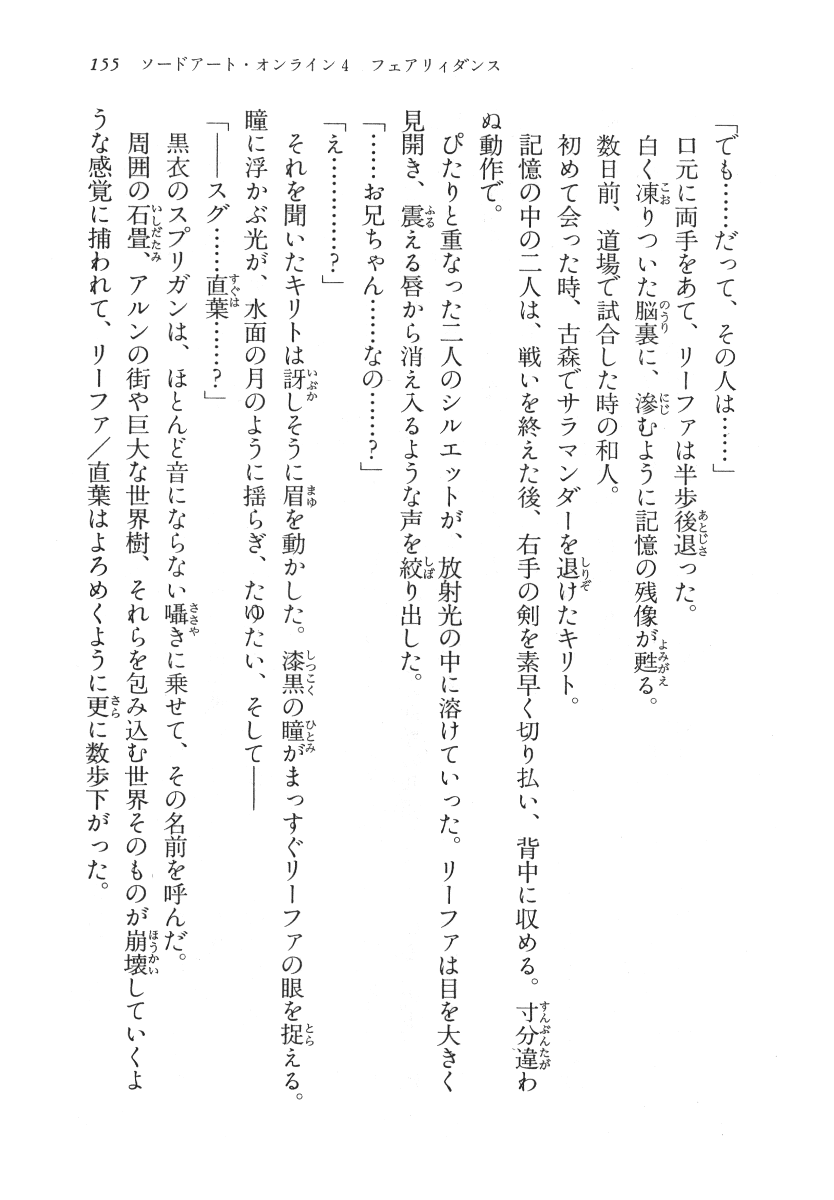 155　ソードアート・オンライン4　フェアリィダンス
「でも……だって、その人は……」
　口元に両手をあて、リーファは半歩後退った。
　白く凍りついた脳裏に、滲むように記憶の残像が甦る。
　数日前、道場で試合した時の和人。
　初めて会った時、古森でサラマンダーを退けたキリト。
　記憶の中の二人は、戦いを終えた後、右手の剣を素早く切り払い、背中に収める。寸分違わ
ぬ動作で。
　ぴたりと重なった二人のシルエットが、放射光の中に溶けていった。リーファは目を大きく
見開き、震える唇から消え入るような声を絞り出した。
「……お兄ちゃん……なの……？」
「え…………？」
　それを聞いたキリトは訝しそうに眉を動かした。漆黒の瞳がまっすぐリーファの眼を捉える。
瞳に浮かぶ光が、水面の月のように揺らぎ、たゆたい、そして――
「――スグ……直葉……？」
　黒衣のスプリガンは、ほとんど音にならない囁きに乗せて、その名前を呼んだ。
　周囲の石畳、アルンの街や巨大な世界樹、それらを包み込む世界そのものが崩壊していくよ
うな感覚に捕われて、リーファ／直葉はよろめくように更に数歩下がった。